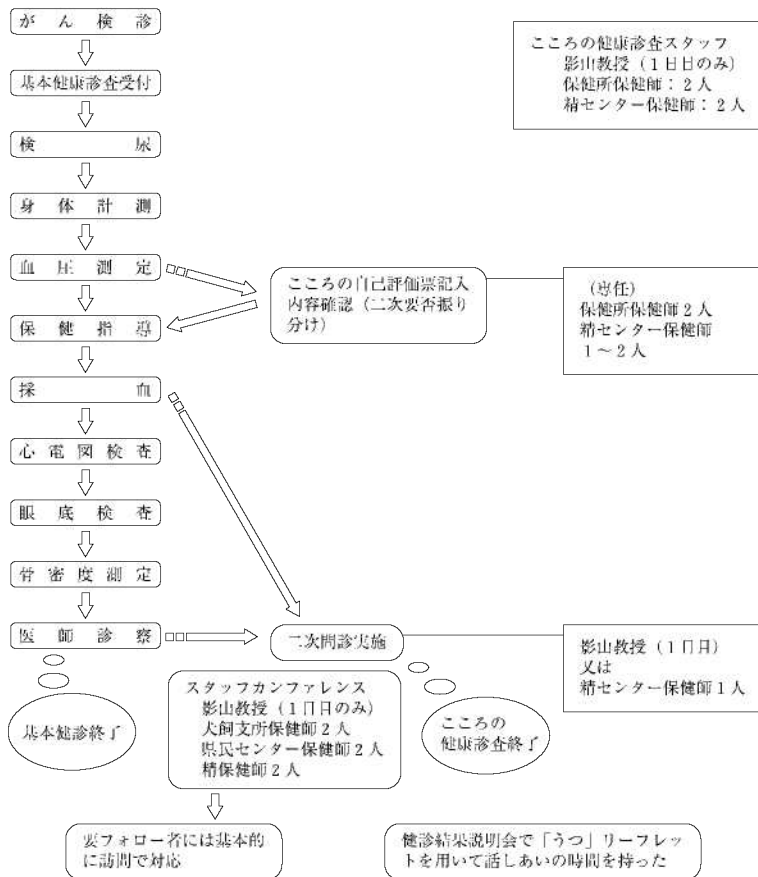 がん検診
こころの健康診査スタッフ
影山教授(1日目のみ)
保健所保健師:2人
精センター保健師:2人
基本健康診査受付
検尿
身体計測
血圧測定
こころの自己評価票記入
内容確認(二次要否振り
分け)
(専任)
保健所保健師2人
精センター保健師
1~2人
保健指導
採血
心電図検査
眼底検査
骨密度測定
医師診察
二次問診実施
影山教授(1日目)
又は
精センター保健師1人
基本健診終了
スタッフカンファレンス
影山教授(1日目のみ)
犬飼支所保健師2人
県民センター保健師2人
精保健師2人
こころの
健康診査終了
要フォロー者には基本的
に訪問で対応
健診結果説明会で「うつ」リーフレッ
トを用いて話しあいの時間を持った